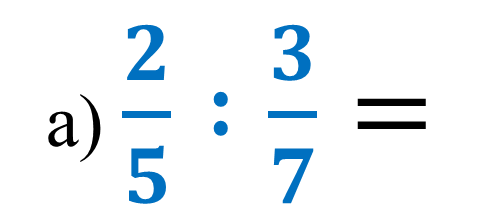 a) 2/5 : 3/7 =